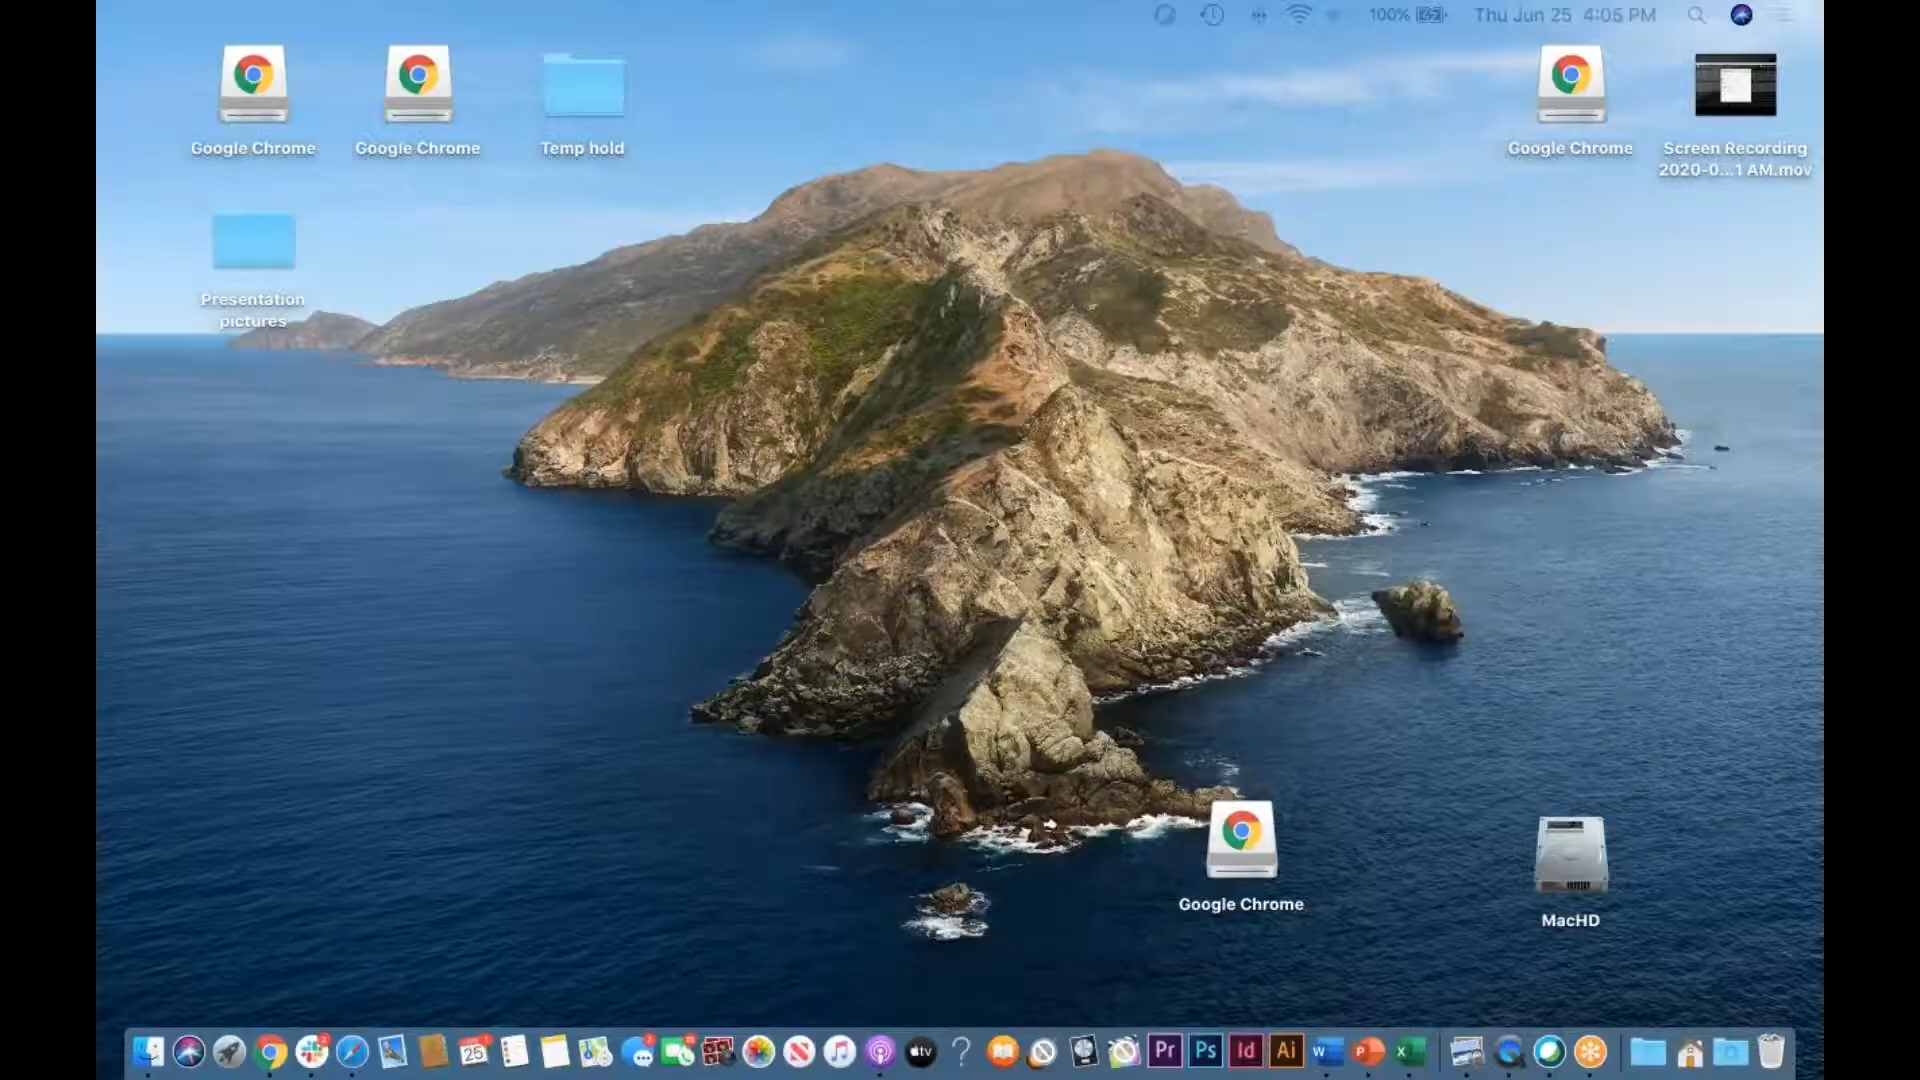 100% Thu Jun 25 4:05 PM
Google Chrome
Google Chrome
Temp hold
Google Chrome
Screen Recording
2020-0...1 AM.mov
Presentation
pictures
Google Chrome
MacHD
25
tv
?
Pr
Ps
Id
Ai
W
P
X